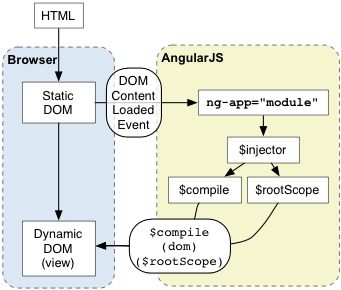 HTML
Browser
AngularJS
Static
DOM
DOM
Content
Loaded
Event
ng-app="module"
$injector
$compile
$rootScope
Dynamic
DOM
(view)
$compile
(dom)
($rootScope)